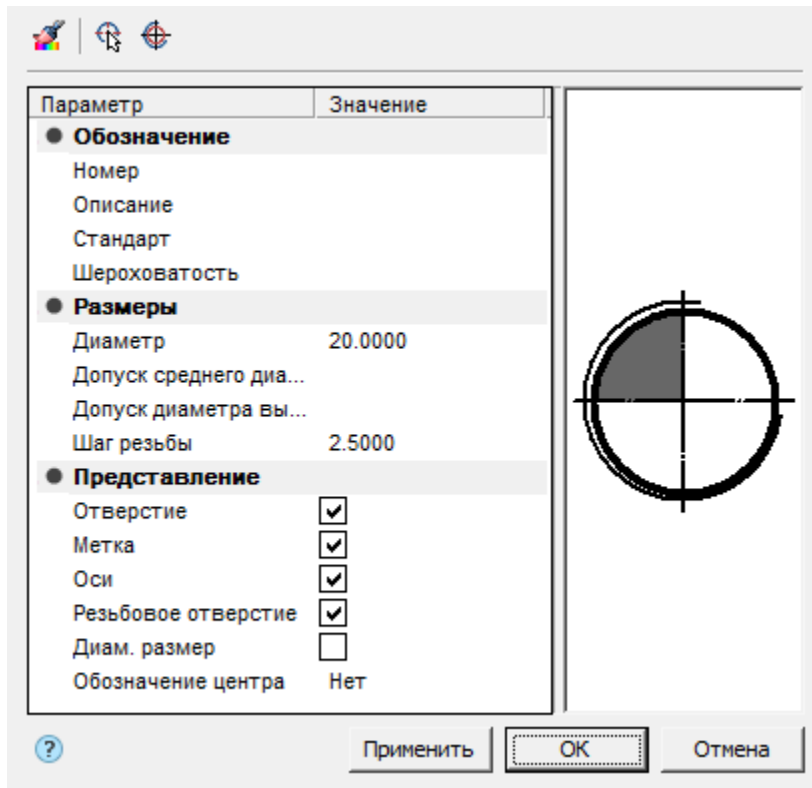 Параметр Значение
Обозначение
Номер
Описание
Стандарт
Шероховатость
Размеры
Диаметр 20.0000
Допуск среднего диа...
Допуск диаметра вы...
Шаг резьбы 2.5000
Представление
Отверстие
Метка
Оси
Резьбовое отверстие
Диам. размер
Обозначение центра Нет
? Применить ОК Отмена